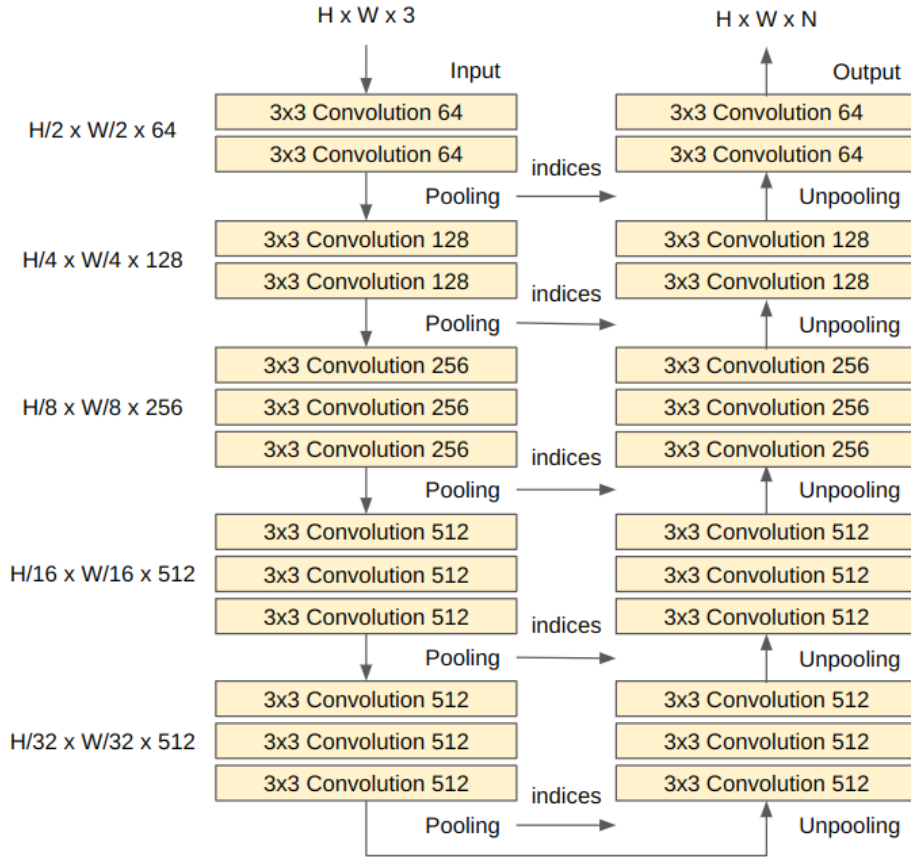 H x W x 3
H x W x N
Input
Output
H/2 x W/2 x 64
3x3 Convolution 64
3x3 Convolution 64
3x3 Convolution 64
3x3 Convolution 64
indices
Pooling
Unpooling
H/4 x W/4 x 128
3x3 Convolution 128
3x3 Convolution 128
3x3 Convolution 128
3x3 Convolution 128
indices
Pooling
Unpooling
H/8 x W/8 x 256
3x3 Convolution 256
3x3 Convolution 256
3x3 Convolution 256
3x3 Convolution 256
3x3 Convolution 256
3x3 Convolution 256
indices
Pooling
Unpooling
H/16 x W/16 x 512
3x3 Convolution 512
3x3 Convolution 512
3x3 Convolution 512
3x3 Convolution 512
3x3 Convolution 512
3x3 Convolution 512
indices
Pooling
Unpooling
H/32 x W/32 x 512
3x3 Convolution 512
3x3 Convolution 512
3x3 Convolution 512
3x3 Convolution 512
3x3 Convolution 512
3x3 Convolution 512
indices
Pooling
Unpooling